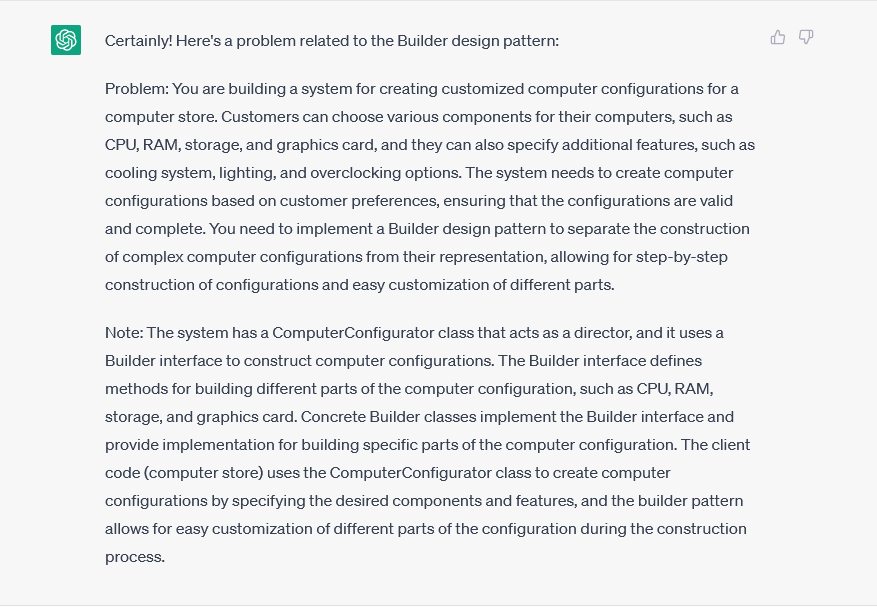 Certainly! Here's a problem related to the Builder design pattern:
Problem: You are building a system for creating customized computer configurations for a
computer store. Customers can choose various components for their computers, such as
CPU, RAM, storage, and graphics card, and they can also specify additional features, such as
cooling system, lighting, and overclocking options. The system needs to create computer
configurations based on customer preferences, ensuring that the configurations are valid
and complete. You need to implement a Builder design pattern to separate the construction
of complex computer configurations from their representation, allowing for step-by-step
construction of configurations and easy customization of different parts.
Note: The system has a ComputerConfigurator class that acts as a director, and it uses a
Builder interface to construct computer configurations. The Builder interface defines
methods for building different parts of the computer configuration, such as CPU, RAM,
storage, and graphics card. Concrete Builder classes implement the Builder interface and
provide implementation for building specific parts of the computer configuration. The client
code (computer store) uses the ComputerConfigurator class to create computer
configurations by specifying the desired components and features, and the builder pattern
allows for easy customization of different parts of the configuration during the construction
process.